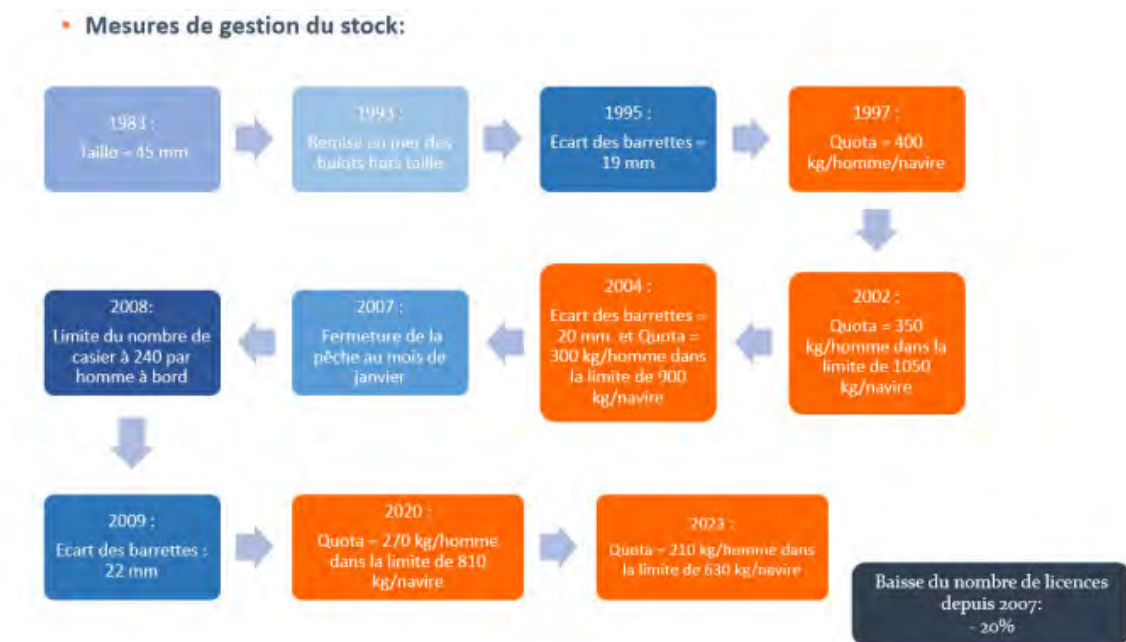 • Mesures de gestion du stock:
1983 :
Taille = 45 mm
1993 :
Remise en mer des
bulots hors taille
1995 :
Ecart des barrettes =
19 mm
1997 :
Quota = 400
kg/homme/navire
2002 :
Quota = 350
kg/homme dans la
limite de 1050
kg/navire
2004 :
Ecart des barrettes =
20 mm et Quota =
300 kg/homme dans
la limite de 900
kg/navire
2007 :
Fermeture de la
pêche au mois de
janvier
2008:
Limite du nombre de
casier à 240 par
homme à bord
2009 :
Ecart des barrettes :
22 mm
2020 :
Quota = 270 kg/homme
dans la limite de 810
kg/navire
2023 :
Quota = 210 kg/homme dans
la limite de 630 kg/navire
Baisse du nombre de licences
depuis 2007:
- 20%